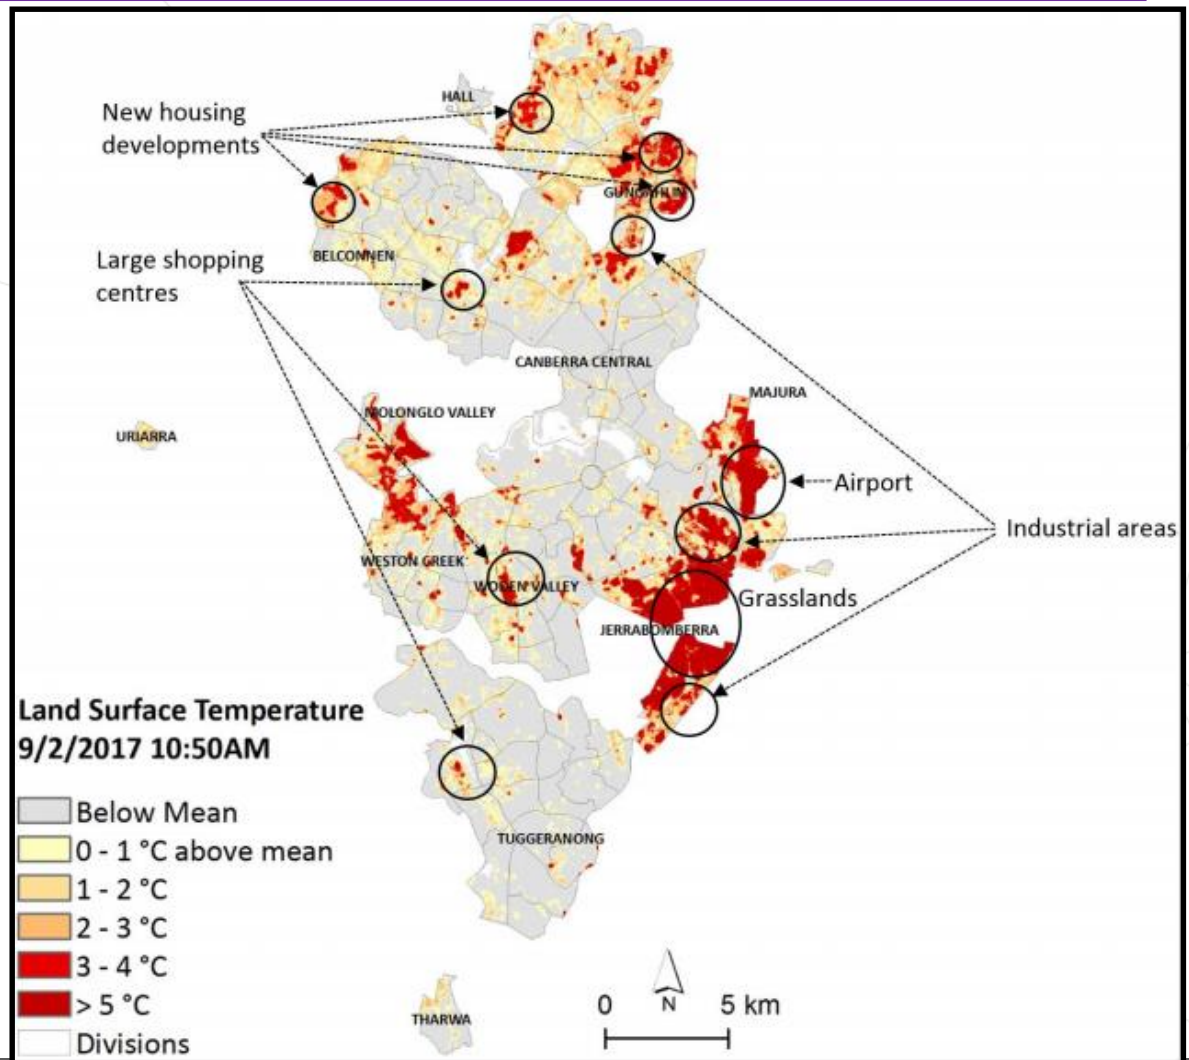 HALL
New housing
developments
GUNGAHLIN
BELCONNEN
Large shopping
centres
CANBERRA CENTRAL
MAJURA
MOLONGLO VALLEY
URIARRA
Airport
Industrial areas
WESTON GREEK
WODEN VALLEY
Grasslands
JERRABOMBERRA
Land Surface Temperature
9/2/2017 10:50AM
Below Mean
0 - 1 °C above mean
1 - 2 °C
2 - 3 °C
3 - 4 °C
> 5 °C
Divisions
TUGGERANONG
THARWA
N
0 5 km